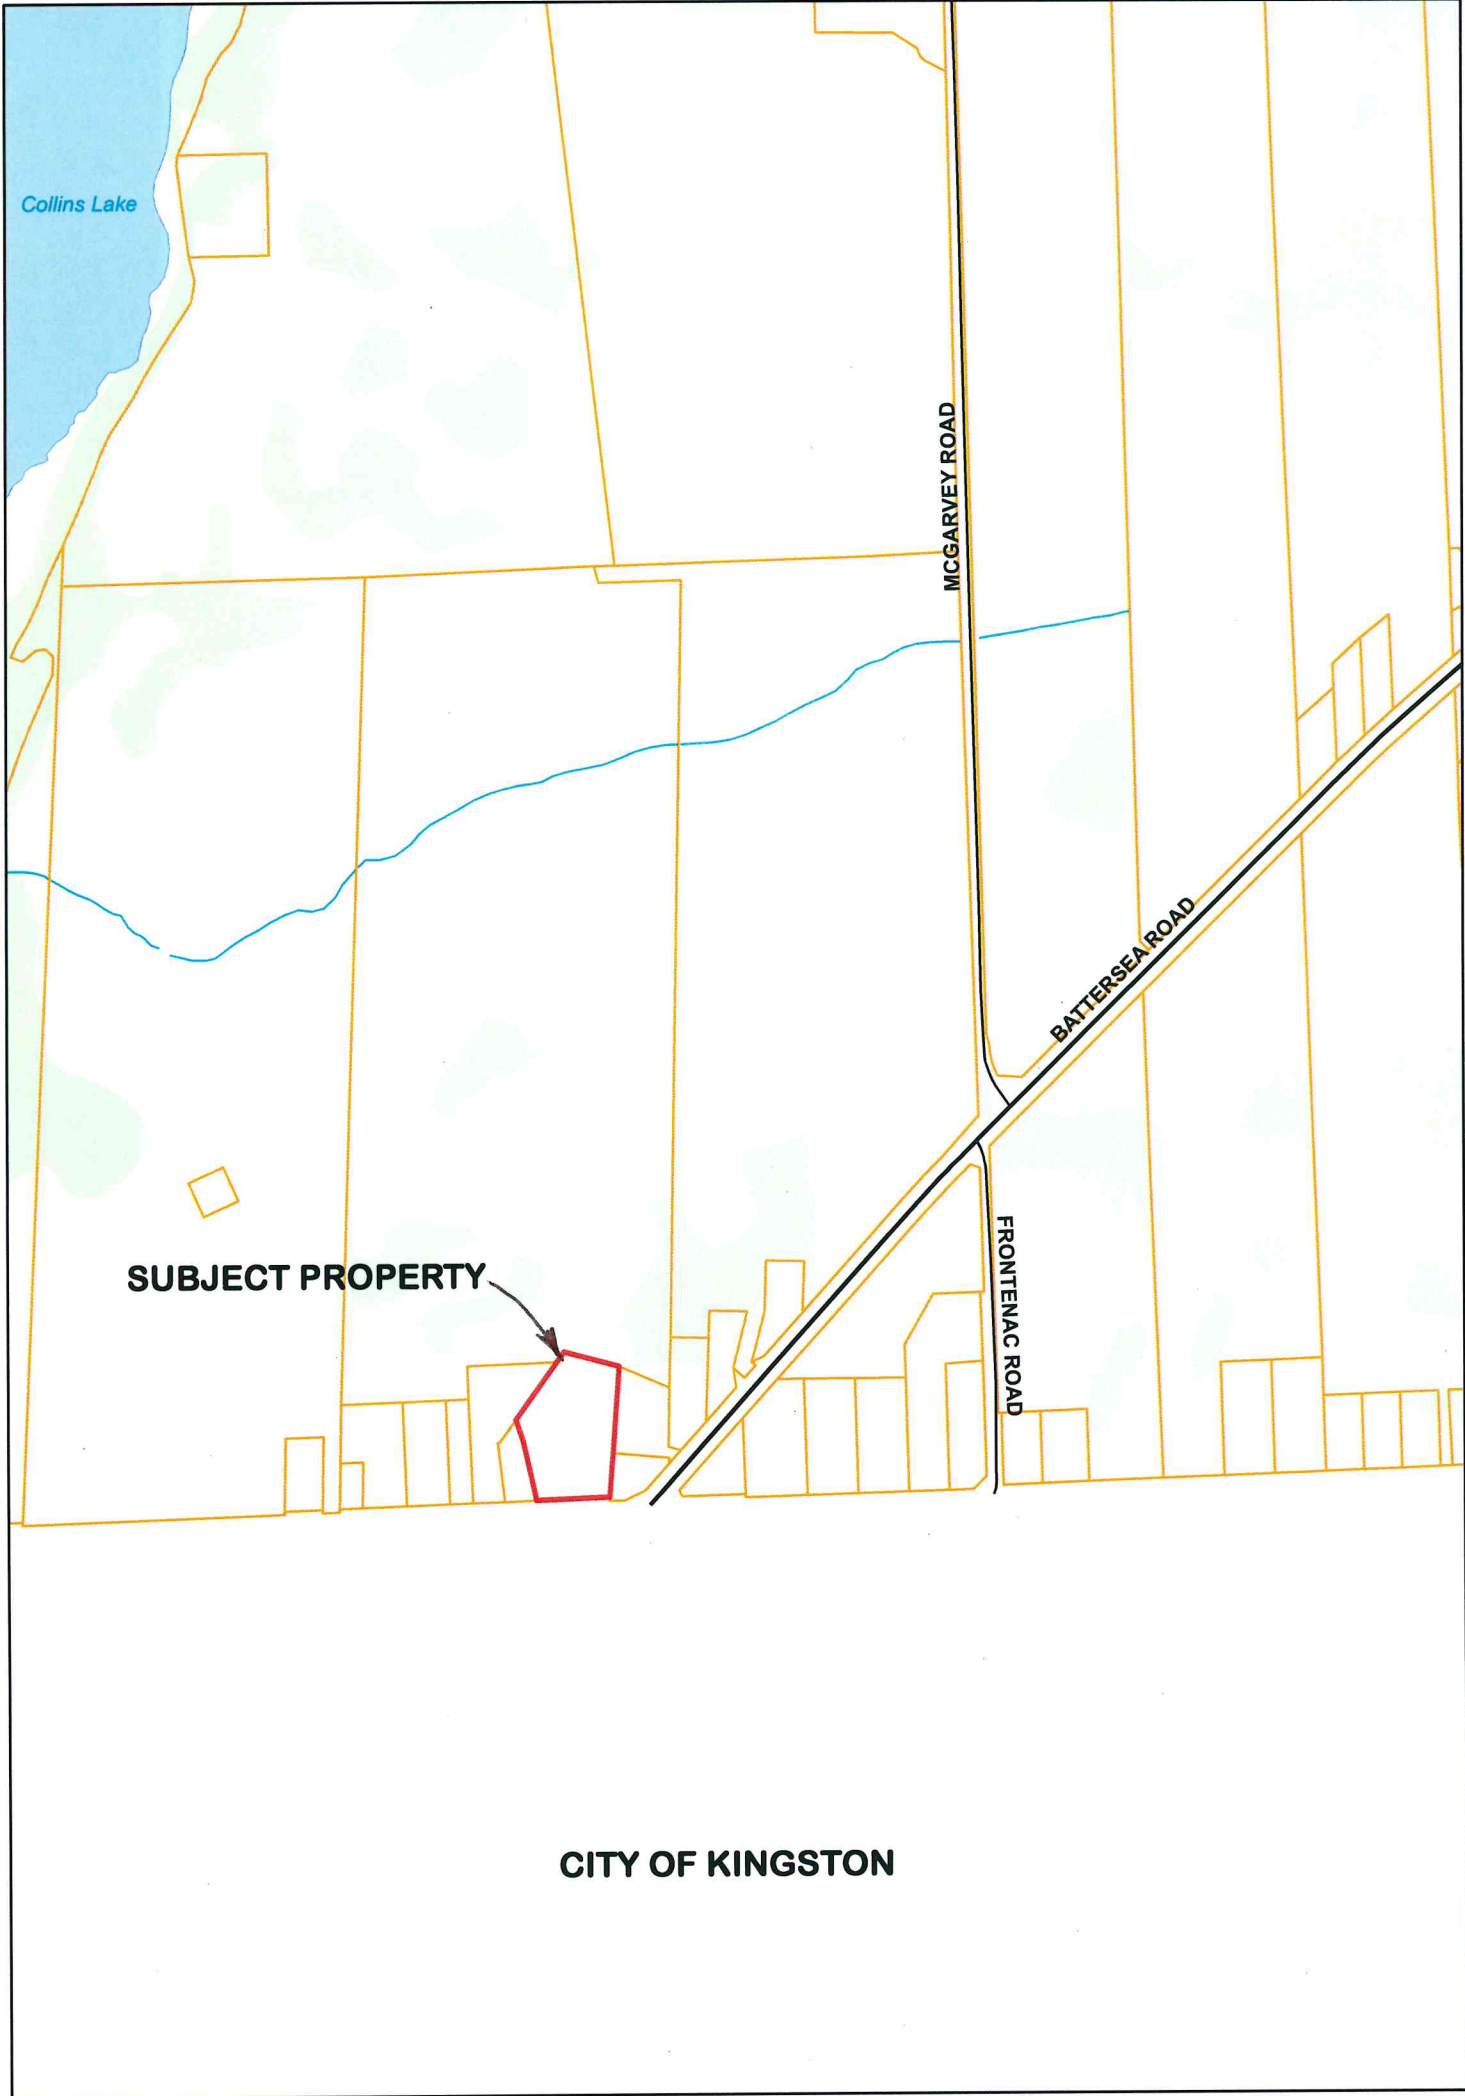 Collins Lake
MCGARVEY ROAD
BATTERSEA ROAD
FRONTENAC ROAD
SUBJECT PROPERTY
CITY OF KINGSTON